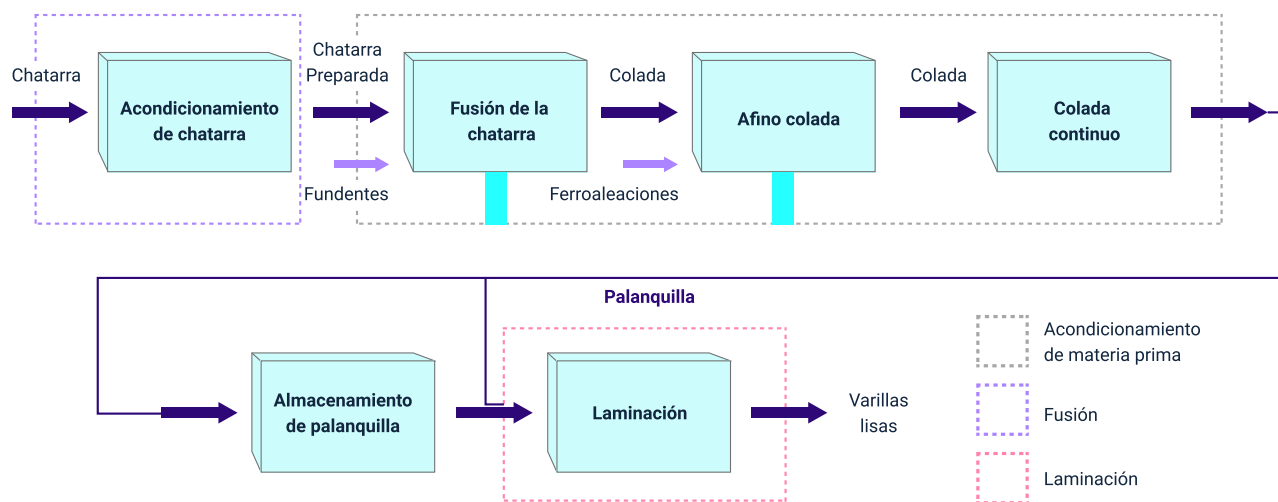 Chatarra
Acondicionamiento
de chatarra
Chatarra
Preparada
Fundentes
Fusión de la
chatarra
Colada
Ferroaleaciones
Afino colada
Colada
Colada
continuo
Palanquilla
Almacenamiento
de palanquilla
Laminación
Varillas
lisas
Acondicionamiento
de materia prima
Fusión
Laminación